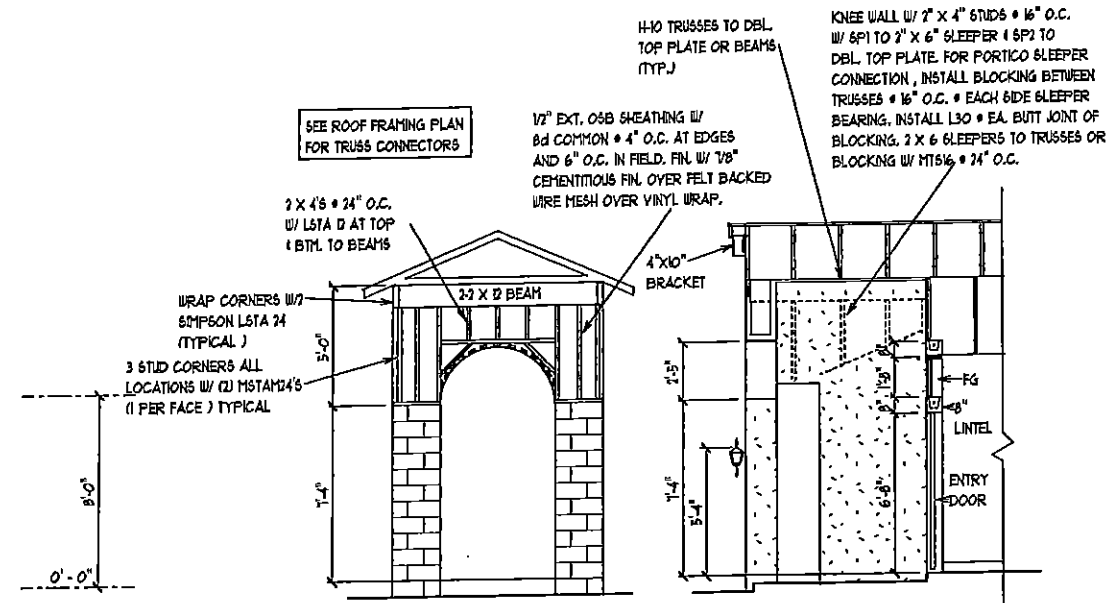 H-10 TRUSSES TO DBL.
TOP PLATE OR BEAMS
(TYP.)
KNEE WALL W/ 2" X 4" STUDS @ 16" O.C.
W/ SP1 TO 2" X 6" SLEEPER & SP2 TO
DBL. TOP PLATE. FOR PORTICO SLEEPER
CONNECTION, INSTALL BLOCKING BETWEEN
TRUSSES @ 16" O.C. @ EACH SIDE SLEEPER
BEARING. INSTALL L30 @ EA. BUTT JOINT OF
BLOCKING. 2 X 6 SLEEPERS TO TRUSSES OR
BLOCKING W/ MTS16 @ 24" O.C.
SEE ROOF FRAMING PLAN
FOR TRUSS CONNECTORS
1/2" EXT. OSB SHEATHING W/
8d COMMON @ 4" O.C. AT EDGES
AND 6" O.C. IN FIELD. FIN. W/ 7/8"
CEMENTITIOUS FIN. OVER FELT BACKED
WIRE MESH OVER VINYL WRAP.
2 X 4'S @ 24" O.C.
W/ LSTA 12 AT TOP
& BTM. TO BEAMS
4"X10"
BRACKET
2-2 X 12 BEAM
WRAP CORNERS W/2
SIMPSON LSTA 24
(TYPICAL)
3 STUD CORNERS ALL
LOCATIONS W/ (2) MSTAM24'S
(1 PER FACE) TYPICAL
5'-0"
7'-4"
8'-0"
0'-0"
2'-5"
7'-4"
5'-4"
8"
1'-8"
8"
6'-8"
FG
8"
LINTEL
ENTRY
DOOR